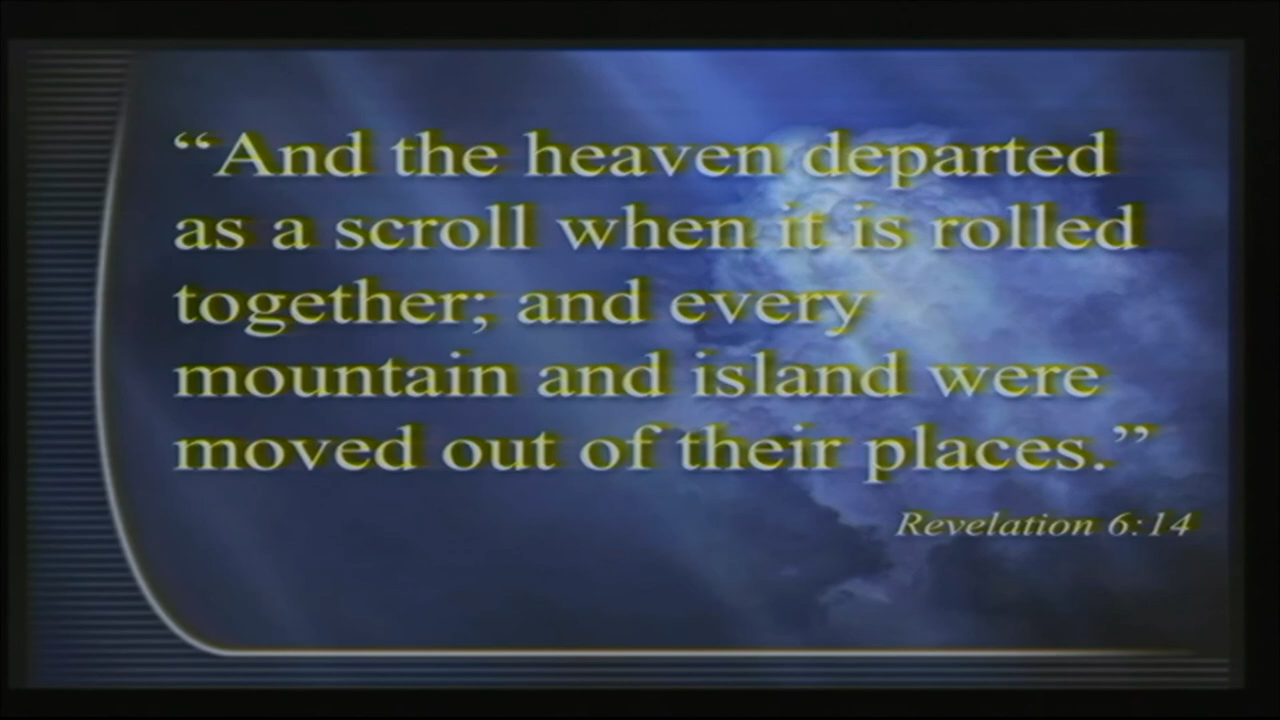 “And the heaven departed
as a scroll when it is rolled
together; and every
mountain and island were
moved out of their places.”
Revelation 6:14